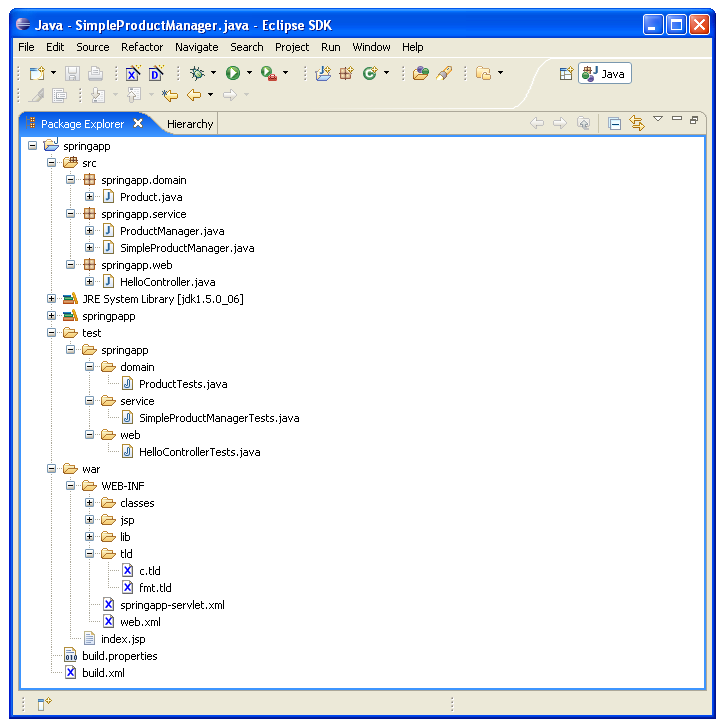 Java - SimpleProductManager.java - Eclipse SDK
File Edit Source Refactor Navigate Search Project Run Window Help
Java
Package Explorer Hierarchy
springapp
src
springapp.domain
Product.java
springapp.service
ProductManager.java
SimpleProductManager.java
springapp.web
HelloController.java
JRE System Library [jdk1.5.0_06]
springpapp
test
springapp
domain
ProductTests.java
service
SimpleProductManagerTests.java
web
HelloControllerTests.java
war
WEB-INF
classes
jsp
lib
tld
c.tld
fmt.tld
springapp-servlet.xml
web.xml
index.jsp
build.properties
build.xml